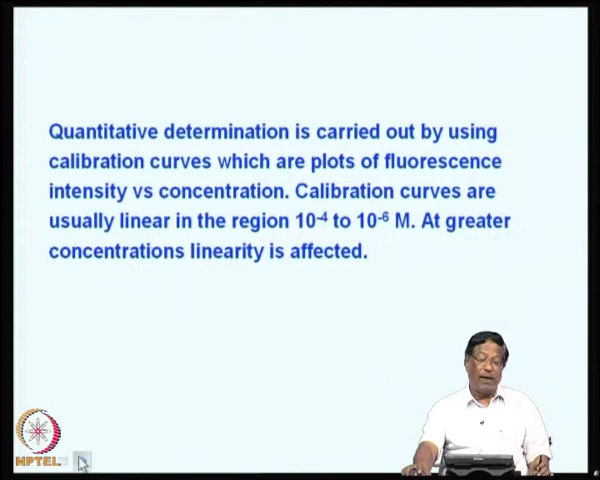 Quantitative determination is carried out by using
calibration curves which are plots of fluorescence
intensity vs concentration. Calibration curves are
usually linear in the region 10⁻⁴ to 10⁻⁶ M. At greater
concentrations linearity is affected.
NPTEL